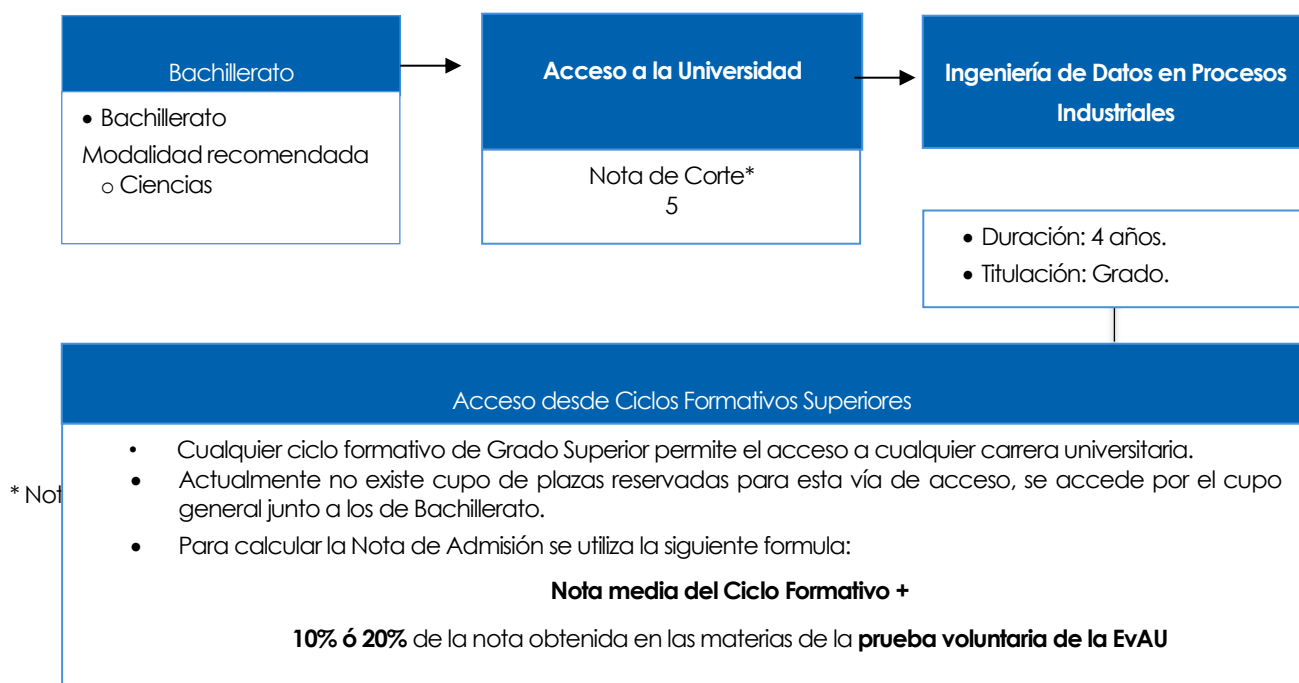 Bachillerato
• Bachillerato
Modalidad recomendada
o Ciencias
Acceso a la Universidad
Nota de Corte*
5
Ingeniería de Datos en Procesos
Industriales
• Duración: 4 años.
• Titulación: Grado.
Acceso desde Ciclos Formativos Superiores
• Cualquier ciclo formativo de Grado Superior permite el acceso a cualquier carrera universitaria.
• Actualmente no existe cupo de plazas reservadas para esta vía de acceso, se accede por el cupo
general junto a los de Bachillerato.
* Not
• Para calcular la Nota de Admisión se utiliza la siguiente formula:
Nota media del Ciclo Formativo +
10% ó 20% de la nota obtenida en las materias de la prueba voluntaria de la EvAU